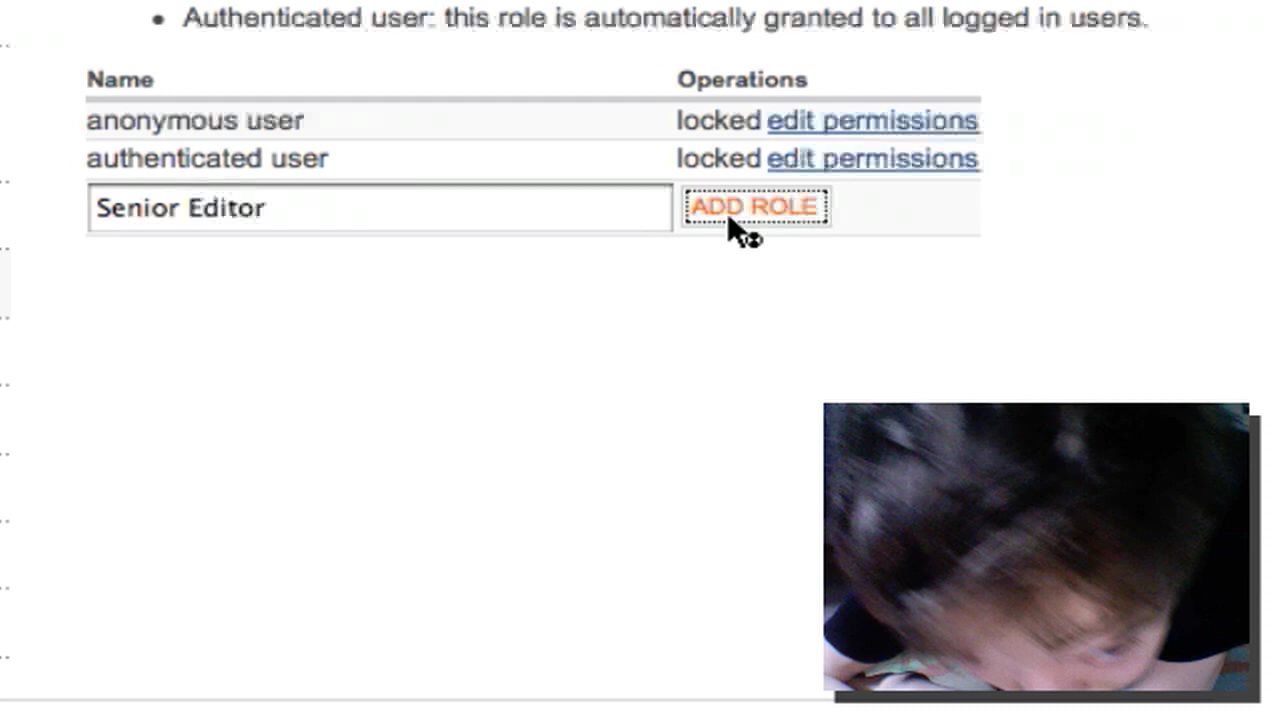 • Authenticated user: this role is automatically granted to all logged in users.
Name Operations
anonymous user locked edit permissions
authenticated user locked edit permissions
Senior Editor ADD ROLE